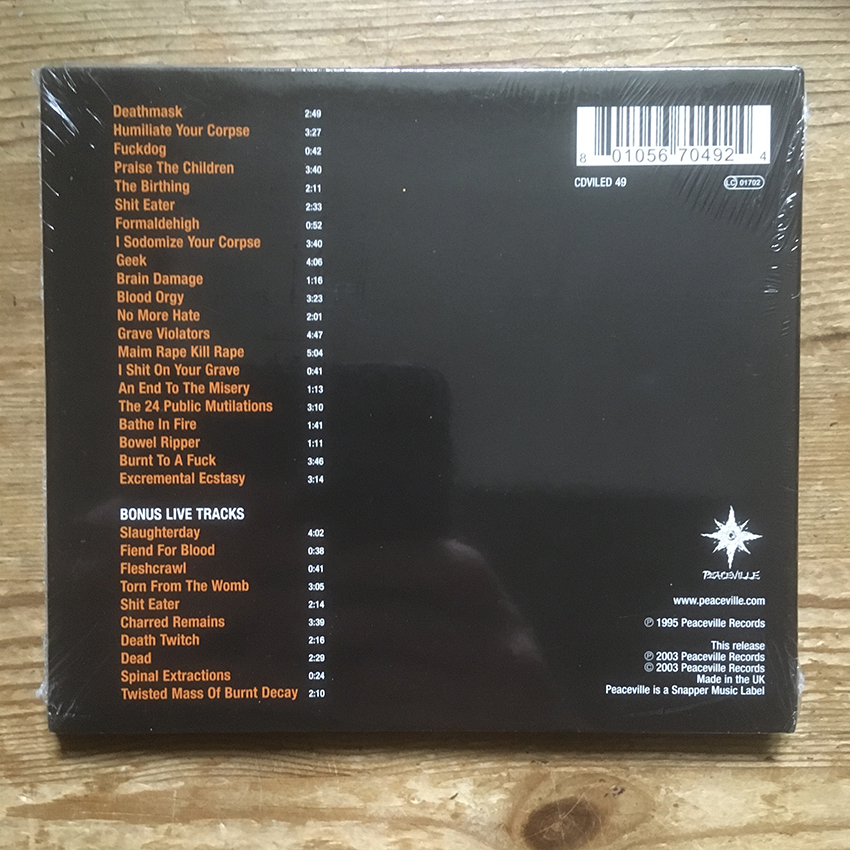 Deathmask 2:49
Humiliate Your Corpse 3:27
Fuckdog 0:42
Praise The Children 3:40
The Birthing 2:11
Shit Eater 2:33
Formaldehigh 0:52
I Sodomize Your Corpse 3:40
Geek 4:06
Brain Damage 1:16
Blood Orgy 3:23
No More Hate 2:01
Grave Violators 4:47
Maim Rape Kill Rape 5:04
I Shit On Your Grave 0:41
An End To The Misery 1:13
The 24 Public Mutilations 3:10
Bathe In Fire 1:41
Bowel Ripper 1:11
Burnt To A Fuck 3:46
Excremental Ecstasy 3:14
BONUS LIVE TRACKS
Slaughterday 4:02
Fiend For Blood 0:38
Fleshcrawl 0:41
Torn From The Womb 3:05
Shit Eater 2:14
Charred Remains 3:39
Death Twitch 2:16
Dead 2:29
Spinal Extractions 0:24
Twisted Mass Of Burnt Decay 2:10
8 01056 70492 4
CDVILED 49
LC 01702
PEACEVILLE
www.peaceville.com
℗ 1995 Peaceville Records
This release
℗ 2003 Peaceville Records
© 2003 Peaceville Records
Made in the UK
Peaceville is a Snapper Music Label